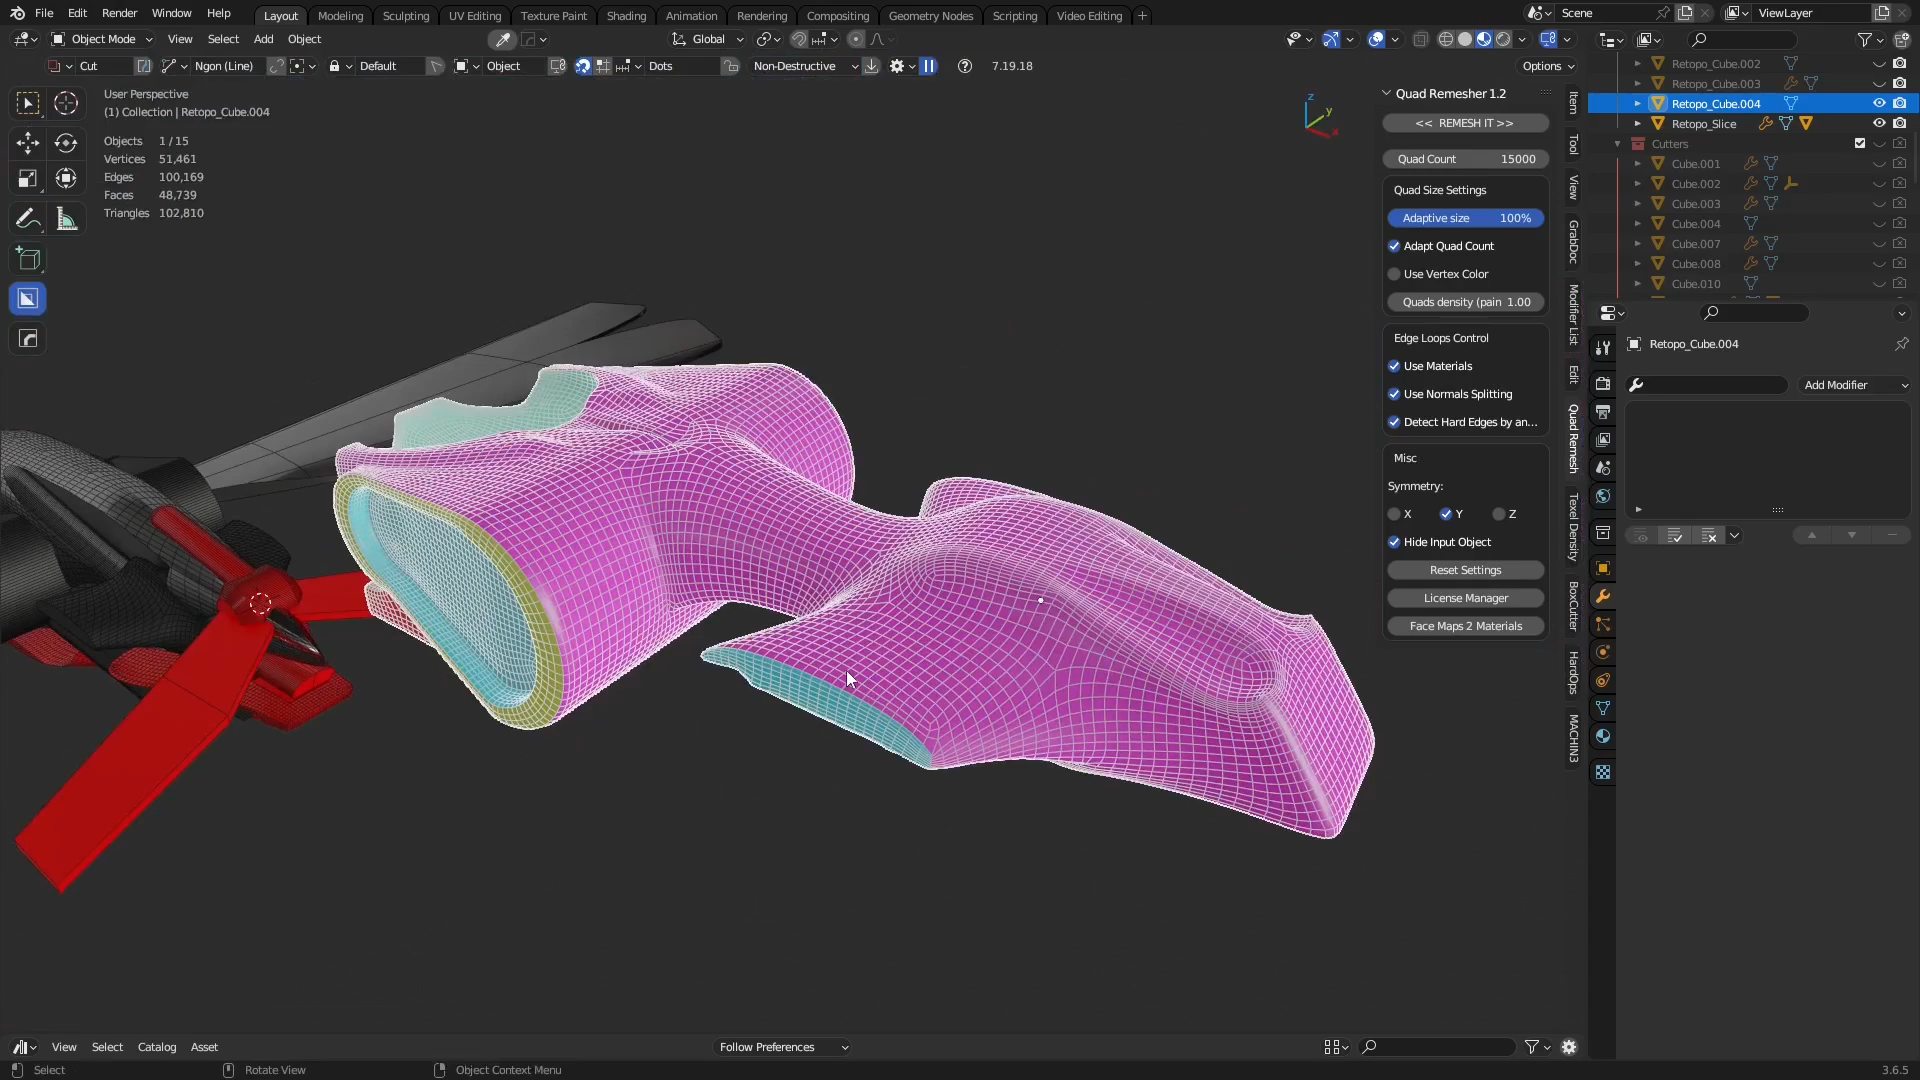 File Edit Render Window Help Layout Modeling Sculpting UV Editing Texture Paint Shading Animation Rendering Compositing Geometry Nodes Scripting Video Editing + Scene ViewLayer
Object Mode View Select Add Object Global
Cut Ngon (Line) Default Object Dots Non-Destructive 7.19.18 Options
User Perspective
(1) Collection | Retopo_Cube.004
Objects 1 / 15
Vertices 51,461
Edges 100,169
Faces 48,739
Triangles 102,810
Z
Y
X
Quad Remesher 1.2
<< REMESH IT >>
Quad Count 15000
Quad Size Settings
Adaptive size 100%
Adapt Quad Count
Use Vertex Color
Quads density (pain 1.00
Edge Loops Control
Use Materials
Use Normals Splitting
Detect Hard Edges by an...
Misc
Symmetry:
X Y Z
Hide Input Object
Reset Settings
License Manager
Face Maps 2 Materials
Item
Tool
View
GrabDoc
Modifier List
Edit
Quad Remesh
Texel Density
BoxCutter
HardOps
MACHIN3
Retopo_Cube.002
Retopo_Cube.003
Retopo_Cube.004
Retopo_Slice
Cutters
Cube.001
Cube.002
Cube.003
Cube.004
Cube.007
Cube.008
Cube.010
Retopo_Cube.004
Add Modifier
View Select Catalog Asset Follow Preferences
Select Rotate View Object Context Menu 3.6.5